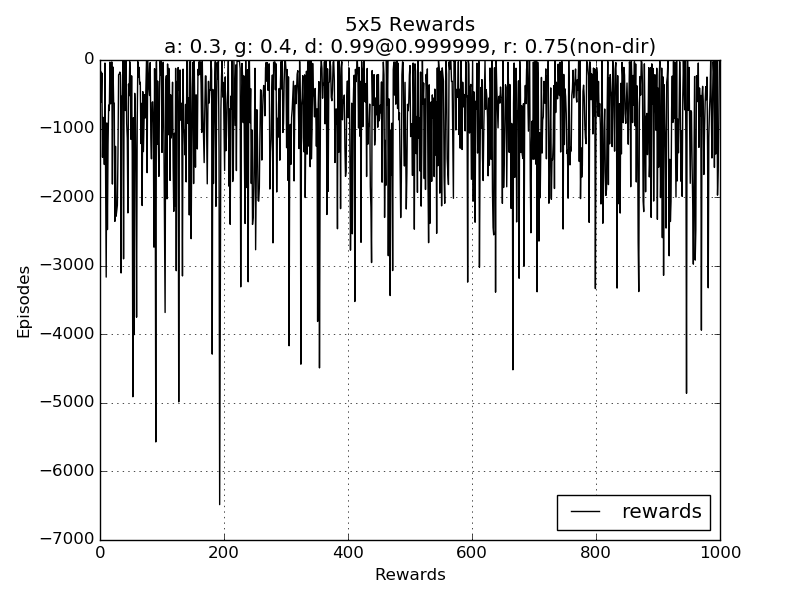 5x5 Rewards
a: 0.3, g: 0.4, d: 0.99@0.999999, r: 0.75(non-dir)
0
−1000
−2000
−3000
−4000
−5000
−6000
−7000
Episodes
rewards
0 200 400 600 800 1000
Rewards